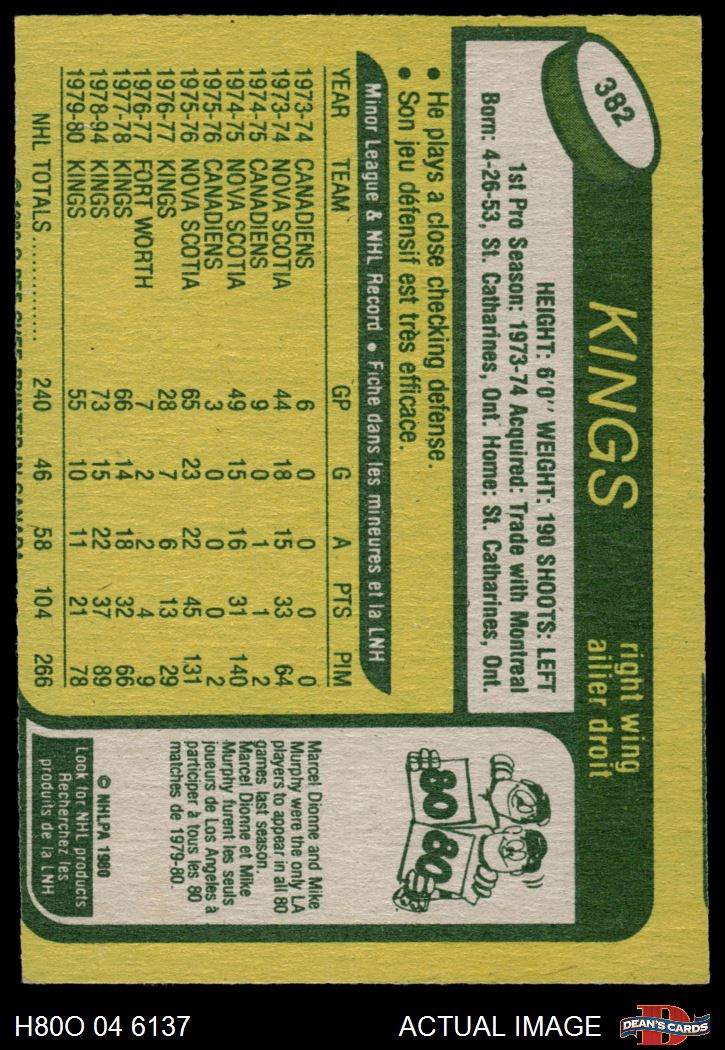 382
KINGS
right wing
ailier droit
HEIGHT: 6'0" WEIGHT: 190 SHOOTS: LEFT
1st Pro Season: 1973-74 Acquired: Trade with Montreal
Born: 4-26-53, St. Catharines, Ont. Home: St. Catharines, Ont.
• He plays a close checking defense.
• Son jeu défensif est très efficace.
Minor League & NHL Record • Fiche dans les mineures et la LNH
YEAR TEAM GP G A PTS PIM
1973-74 CANADIENS 6 0 0 0 0
1973-74 NOVA SCOTIA 44 18 15 33 64
1974-75 CANADIENS 9 0 1 1 2
1974-75 NOVA SCOTIA 49 15 16 31 140
1975-76 CANADIENS 3 0 0 0 2
1975-76 NOVA SCOTIA 65 23 22 45 131
1976-77 KINGS 28 7 6 13 29
1976-77 FORT WORTH 7 2 2 4 9
1977-78 KINGS 66 14 18 32 66
1978-94 KINGS 73 15 22 37 89
1979-80 KINGS 55 10 11 21 78
NHL TOTALS .............. 240 46 58 104 266
80 80
Marcel Dionne and Mike
Murphy were the only LA
players to appear in all 80
games last season.
Marcel Dionne et Mike
Murphy furent les seuls
joueurs de Los Angeles à
participer à tous les 80
matches de 1979-80.
© NHLPA 1980
Look for NHL products
Recherchez les
produits de la LNH
H80O 04 6137
ACTUAL IMAGE
D
DEAN'S CARDS